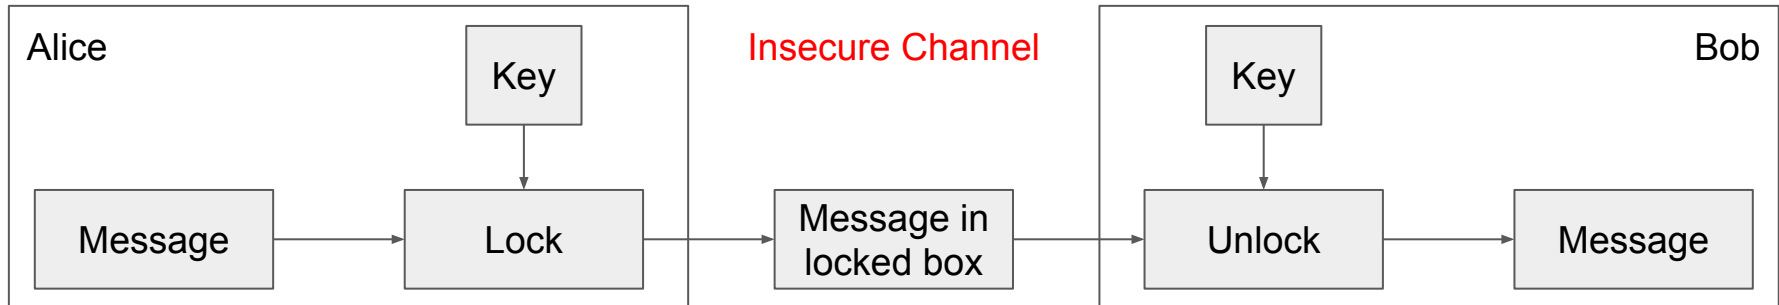 Alice
Insecure Channel
Bob
Key
Key
Message
Lock
Message in
locked box
Unlock
Message